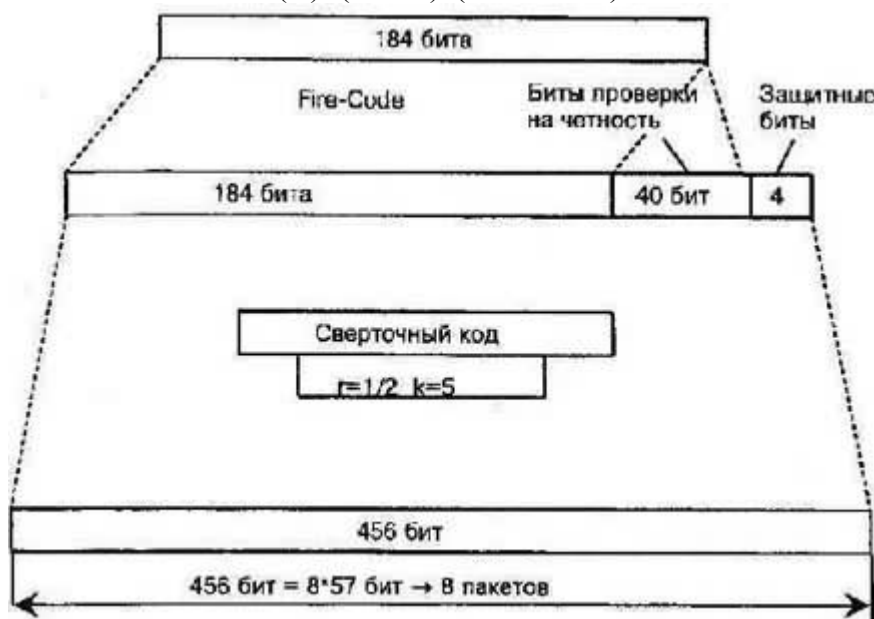 184 бита
Fire-Code
Биты проверки
на четность
Защитные
биты
184 бита
40 бит
4
Сверточный код
r=1/2 k=5
456 бит
456 бит = 8*57 бит → 8 пакетов